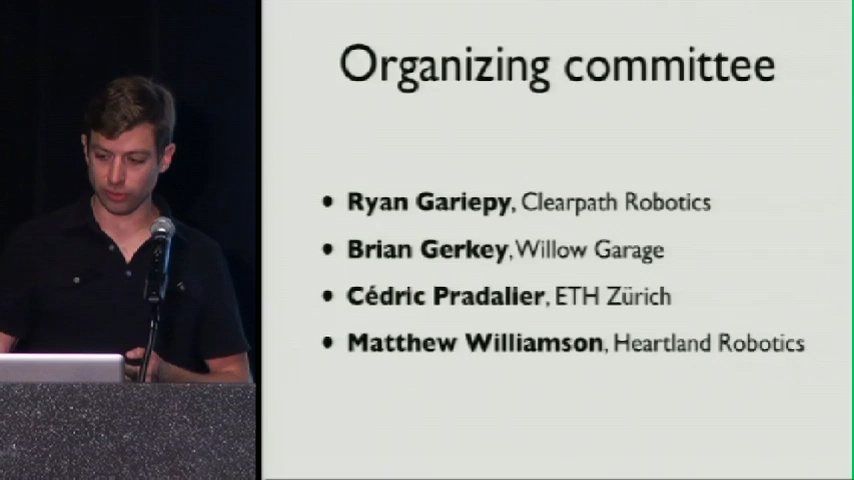 Organizing committee
• Ryan Gariepy, Clearpath Robotics
• Brian Gerkey, Willow Garage
• Cédric Pradalier, ETH Zürich
• Matthew Williamson, Heartland Robotics